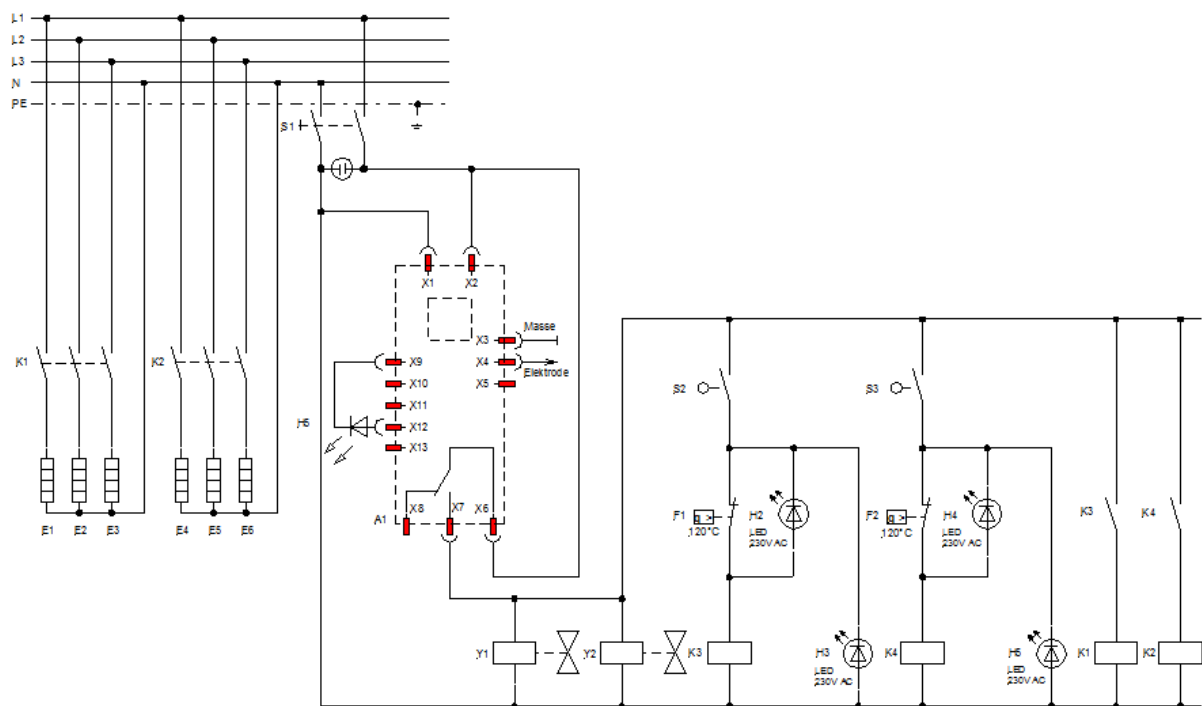 L1
L2
L3
N
PE
S1
X1
X2
X3
Masse
X4
Elektrode
X5
X9
X10
X11
X12
X13
X8
X7
X6
A1
H5
K1
K2
E1
E2
E3
E4
E5
E6
S2
S3
F1
120°C
H2
LED
230V AC
F2
120°C
H4
LED
230V AC
K3
K4
Y1
Y2
K3
H3
LED
230V AC
K4
H5
LED
230V AC
K1
K2